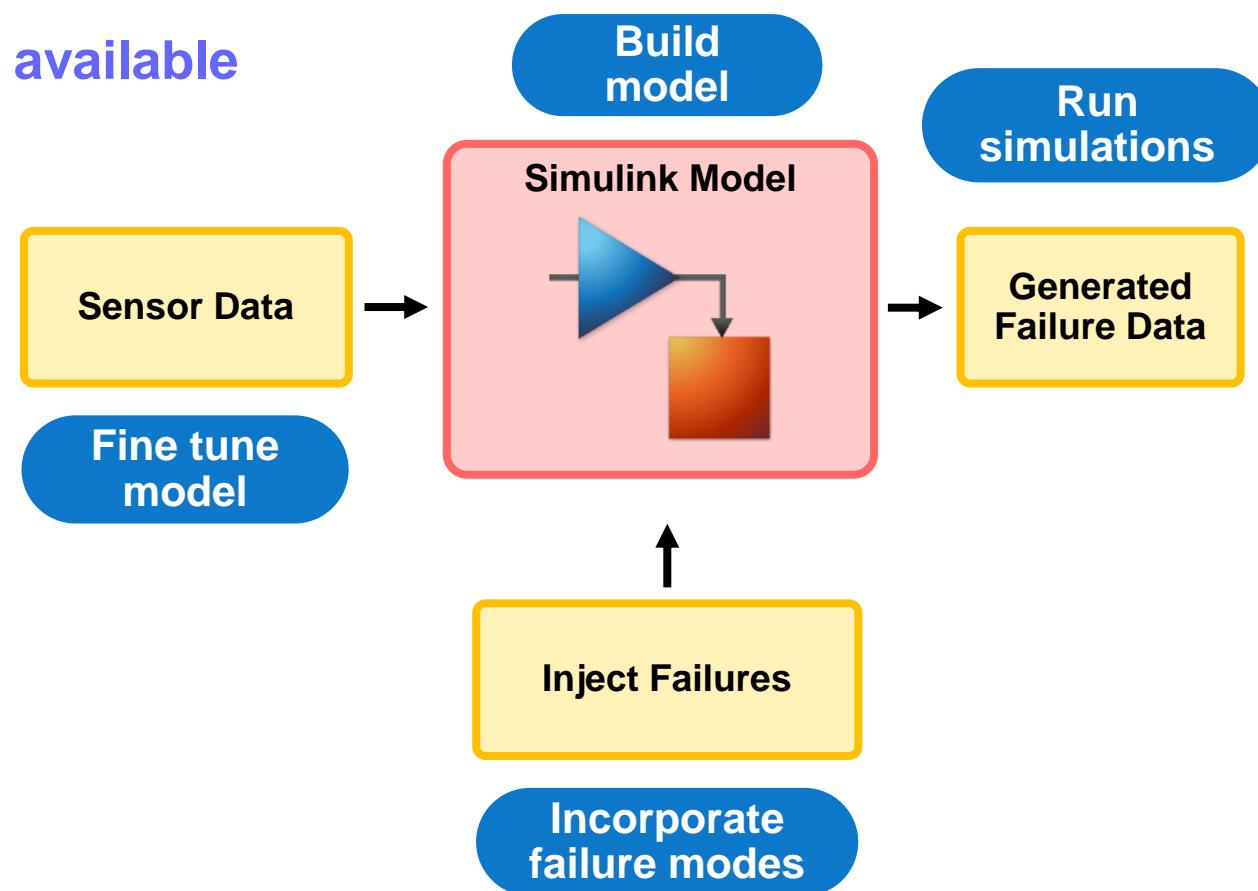 available
Build
model
Run
simulations
Simulink Model
Sensor Data
Generated
Failure Data
Fine tune
model
Inject Failures
Incorporate
failure modes